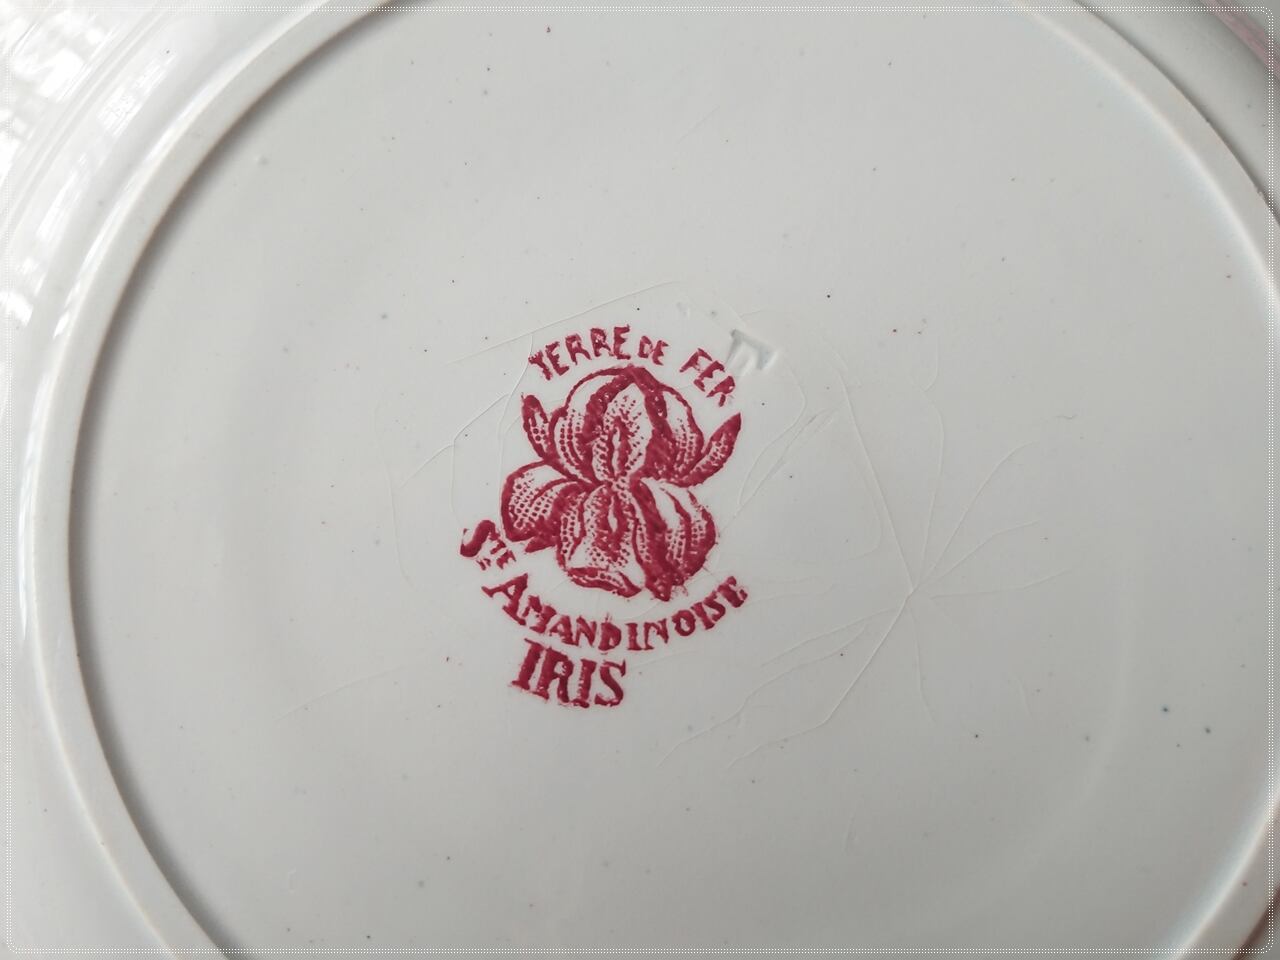 TERRE DE FER
STE AMANDINOISE
IRIS